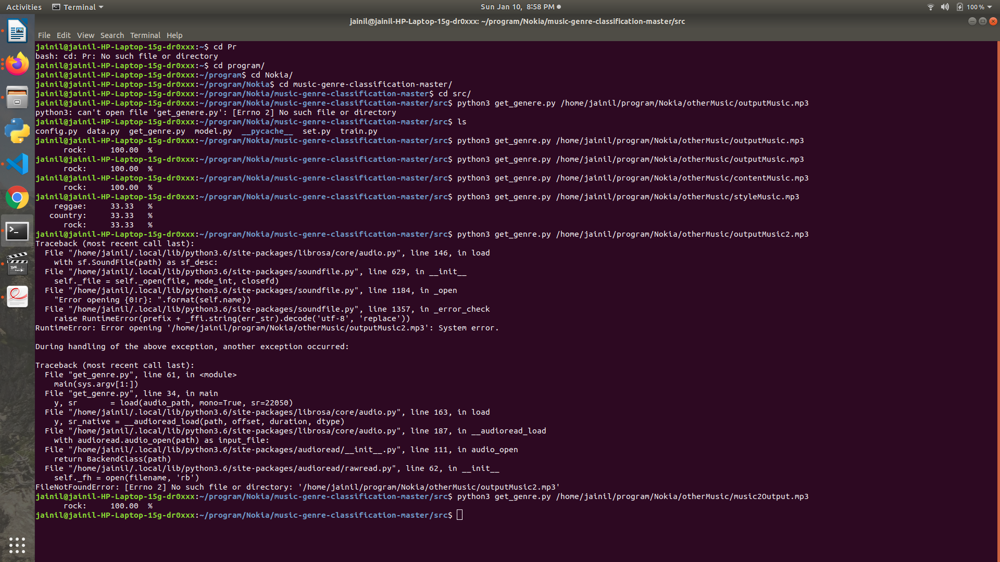 Activities Terminal Sun Jan 10, 8:58 PM 100 %
jainil@jainil-HP-Laptop-15g-dr0xxx: ~/program/Nokia/music-genre-classification-master/src
File Edit View Search Terminal Help
jainil@jainil-HP-Laptop-15g-dr0xxx:~$ cd Pr
bash: cd: Pr: No such file or directory
jainil@jainil-HP-Laptop-15g-dr0xxx:~$ cd program/
jainil@jainil-HP-Laptop-15g-dr0xxx:~/program$ cd Nokia/
jainil@jainil-HP-Laptop-15g-dr0xxx:~/program/Nokia$ cd music-genre-classification-master/
jainil@jainil-HP-Laptop-15g-dr0xxx:~/program/Nokia/music-genre-classification-master$ cd src/
jainil@jainil-HP-Laptop-15g-dr0xxx:~/program/Nokia/music-genre-classification-master/src$ python3 get_genere.py /home/jainil/program/Nokia/otherMusic/outputMusic.mp3
python3: can't open file 'get_genere.py': [Errno 2] No such file or directory
jainil@jainil-HP-Laptop-15g-dr0xxx:~/program/Nokia/music-genre-classification-master/src$ ls
config.py data.py get_genre.py model.py __pycache__ set.py train.py
jainil@jainil-HP-Laptop-15g-dr0xxx:~/program/Nokia/music-genre-classification-master/src$ python3 get_genre.py /home/jainil/program/Nokia/otherMusic/outputMusic.mp3
rock: 100.00 %
jainil@jainil-HP-Laptop-15g-dr0xxx:~/program/Nokia/music-genre-classification-master/src$ python3 get_genre.py /home/jainil/program/Nokia/otherMusic/outputMusic.mp3
rock: 100.00 %
jainil@jainil-HP-Laptop-15g-dr0xxx:~/program/Nokia/music-genre-classification-master/src$ python3 get_genre.py /home/jainil/program/Nokia/otherMusic/contentMusic.mp3
rock: 100.00 %
jainil@jainil-HP-Laptop-15g-dr0xxx:~/program/Nokia/music-genre-classification-master/src$ python3 get_genre.py /home/jainil/program/Nokia/otherMusic/styleMusic.mp3
reggae: 33.33 %
country: 33.33 %
rock: 33.33 %
jainil@jainil-HP-Laptop-15g-dr0xxx:~/program/Nokia/music-genre-classification-master/src$ python3 get_genre.py /home/jainil/program/Nokia/otherMusic/outputMusic2.mp3
Traceback (most recent call last):
File "/home/jainil/.local/lib/python3.6/site-packages/librosa/core/audio.py", line 146, in load
with sf.SoundFile(path) as sf_desc:
File "/home/jainil/.local/lib/python3.6/site-packages/soundfile.py", line 629, in __init__
self._file = self._open(file, mode_int, closefd)
File "/home/jainil/.local/lib/python3.6/site-packages/soundfile.py", line 1184, in _open
"Error opening {0!r}: ".format(self.name))
File "/home/jainil/.local/lib/python3.6/site-packages/soundfile.py", line 1357, in _error_check
raise RuntimeError(prefix + _ffi.string(err_str).decode('utf-8', 'replace'))
RuntimeError: Error opening '/home/jainil/program/Nokia/otherMusic/outputMusic2.mp3': System error.
During handling of the above exception, another exception occurred:
Traceback (most recent call last):
File "get_genre.py", line 61, in <module>
main(sys.argv[1:])
File "get_genre.py", line 34, in main
y, sr = load(audio_path, mono=True, sr=22050)
File "/home/jainil/.local/lib/python3.6/site-packages/librosa/core/audio.py", line 163, in load
y, sr_native = __audioread_load(path, offset, duration, dtype)
File "/home/jainil/.local/lib/python3.6/site-packages/librosa/core/audio.py", line 187, in __audioread_load
with audioread.audio_open(path) as input_file:
File "/home/jainil/.local/lib/python3.6/site-packages/audioread/__init__.py", line 111, in audio_open
return BackendClass(path)
File "/home/jainil/.local/lib/python3.6/site-packages/audioread/rawread.py", line 62, in __init__
self._fh = open(filename, 'rb')
FileNotFoundError: [Errno 2] No such file or directory: '/home/jainil/program/Nokia/otherMusic/outputMusic2.mp3'
jainil@jainil-HP-Laptop-15g-dr0xxx:~/program/Nokia/music-genre-classification-master/src$ python3 get_genre.py /home/jainil/program/Nokia/otherMusic/music2Output.mp3
rock: 100.00 %
jainil@jainil-HP-Laptop-15g-dr0xxx:~/program/Nokia/music-genre-classification-master/src$